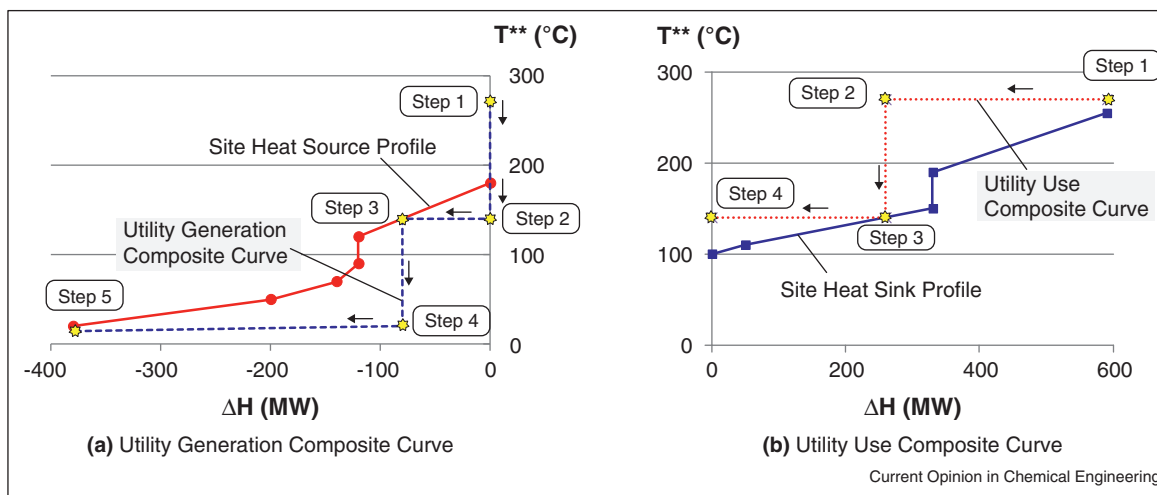 T** (°C)
300
200
100
0
Step 1
Site Heat Source Profile
Step 3
Step 2
Utility Generation
Composite Curve
Step 5
Step 4
-400
-300
-200
-100
0
ΔH (MW)
(a) Utility Generation Composite Curve
T** (°C)
300
200
100
0
Step 1
Step 2
Utility Use
Composite Curve
Step 4
Step 3
Site Heat Sink Profile
0
200
400
600
ΔH (MW)
(b) Utility Use Composite Curve
Current Opinion in Chemical Engineering